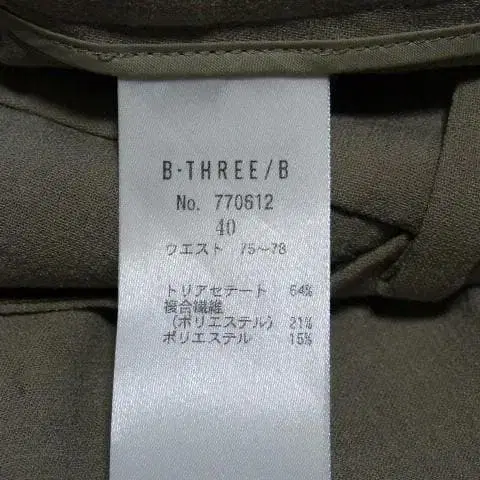 B-THREE/B
No. 770612
40
ウエスト 75～78
トリアセテート 64%
複合繊維
(ポリエステル) 21%
ポリエステル 15%